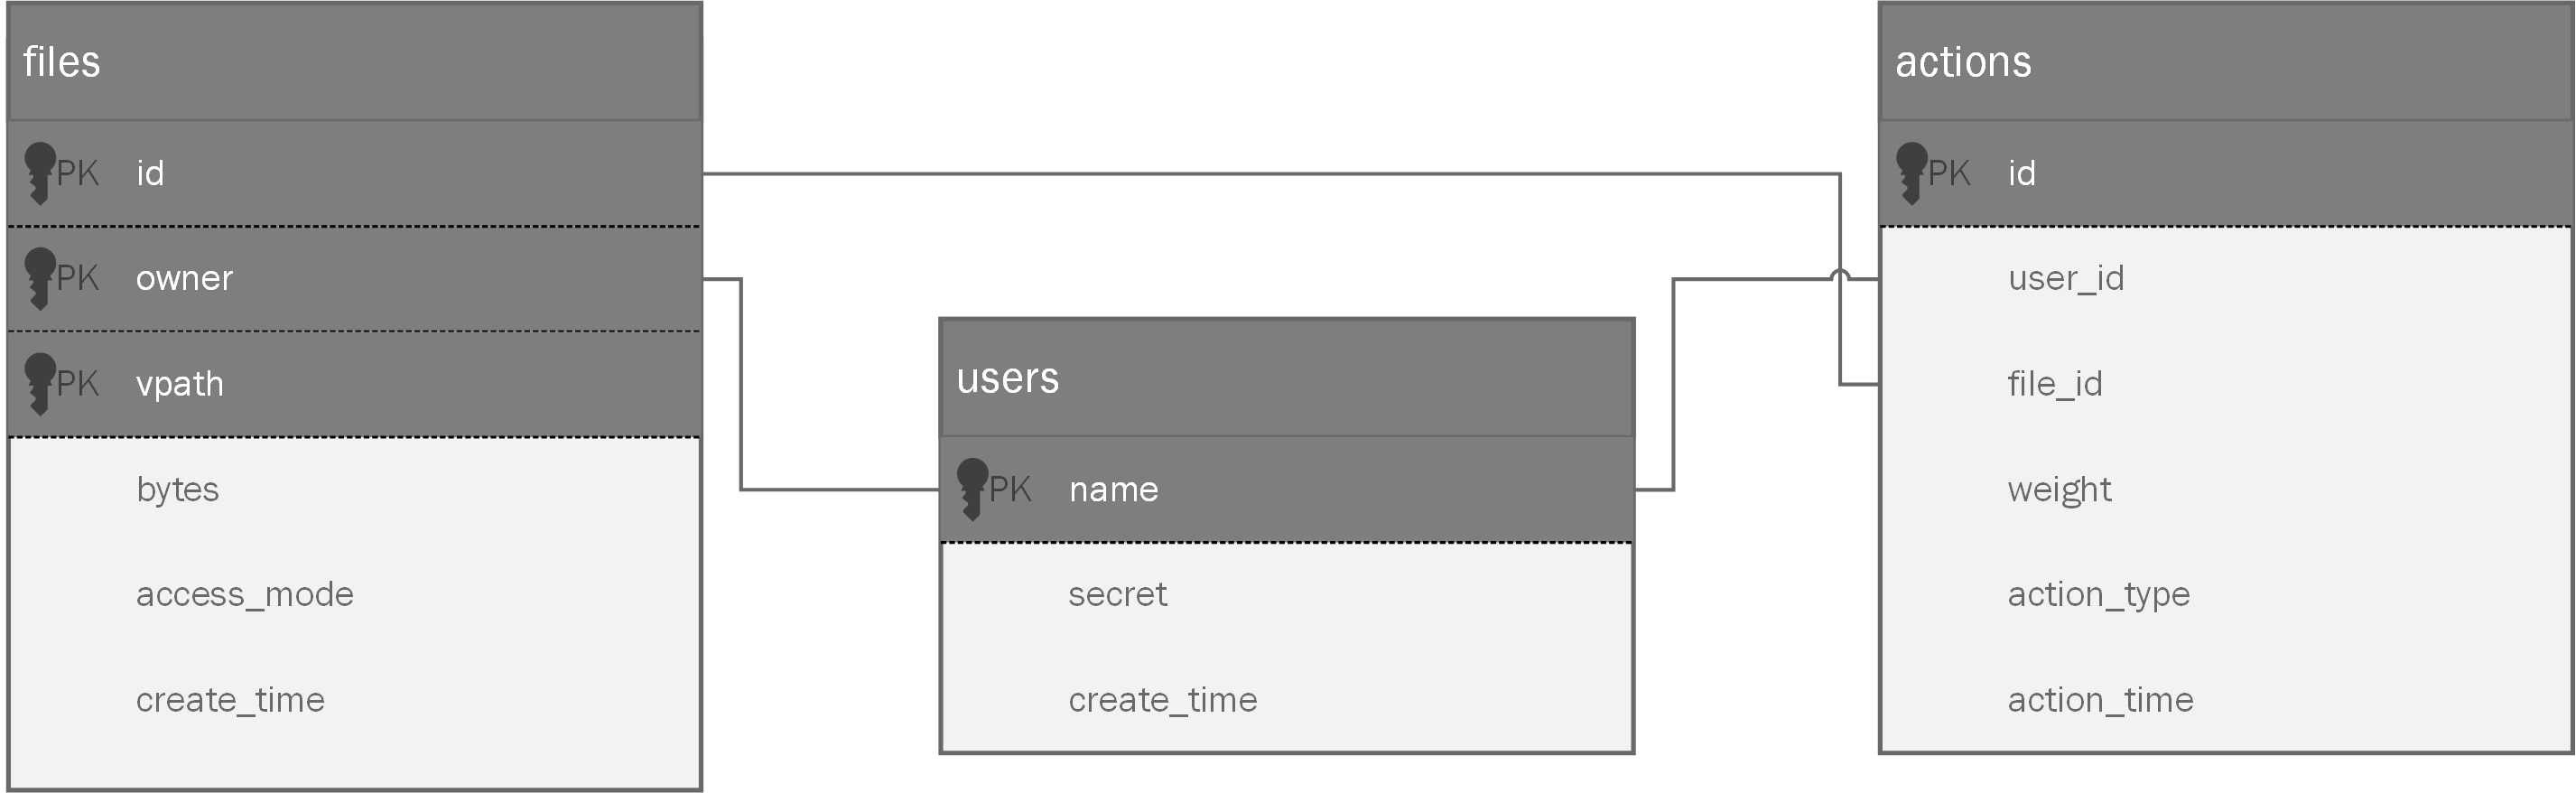 files
PK id
PK owner
PK vpath
bytes
access_mode
create_time
users
PK name
secret
create_time
actions
PK id
user_id
file_id
weight
action_type
action_time